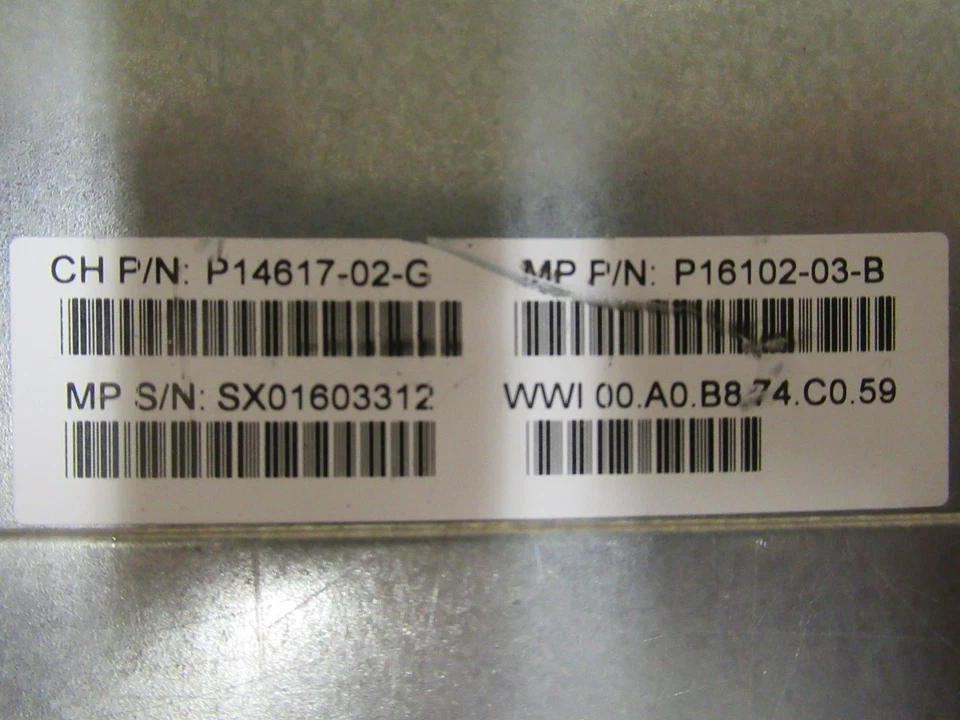 CH P/N: P14617-02-G
MP P/N: P16102-03-B
MP S/N: SX01603312
WWI 00.A0.B8.74.C0.59